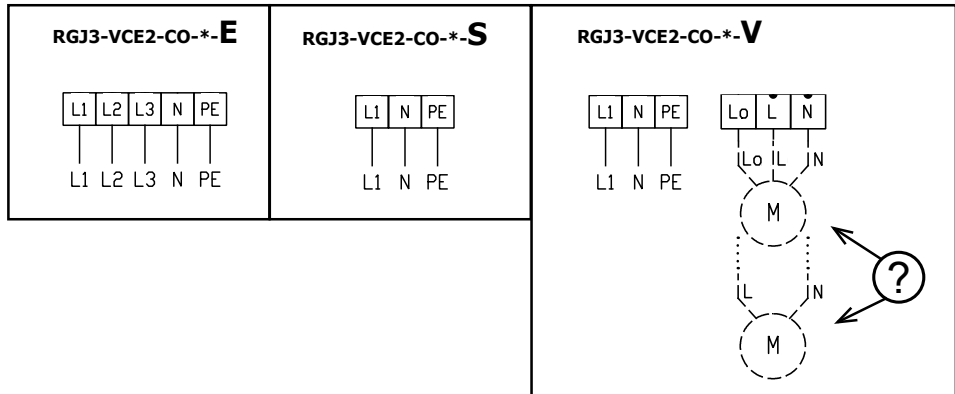 RGJ3-VCE2-CO-*-E
L1 L2 L3 N PE
L1 L2 L3 N PE
RGJ3-VCE2-CO-*-S
L1 N PE
L1 N PE
RGJ3-VCE2-CO-*-V
L1 N PE
L1 N PE
Lo L N
Lo L N
M
?
L N
M